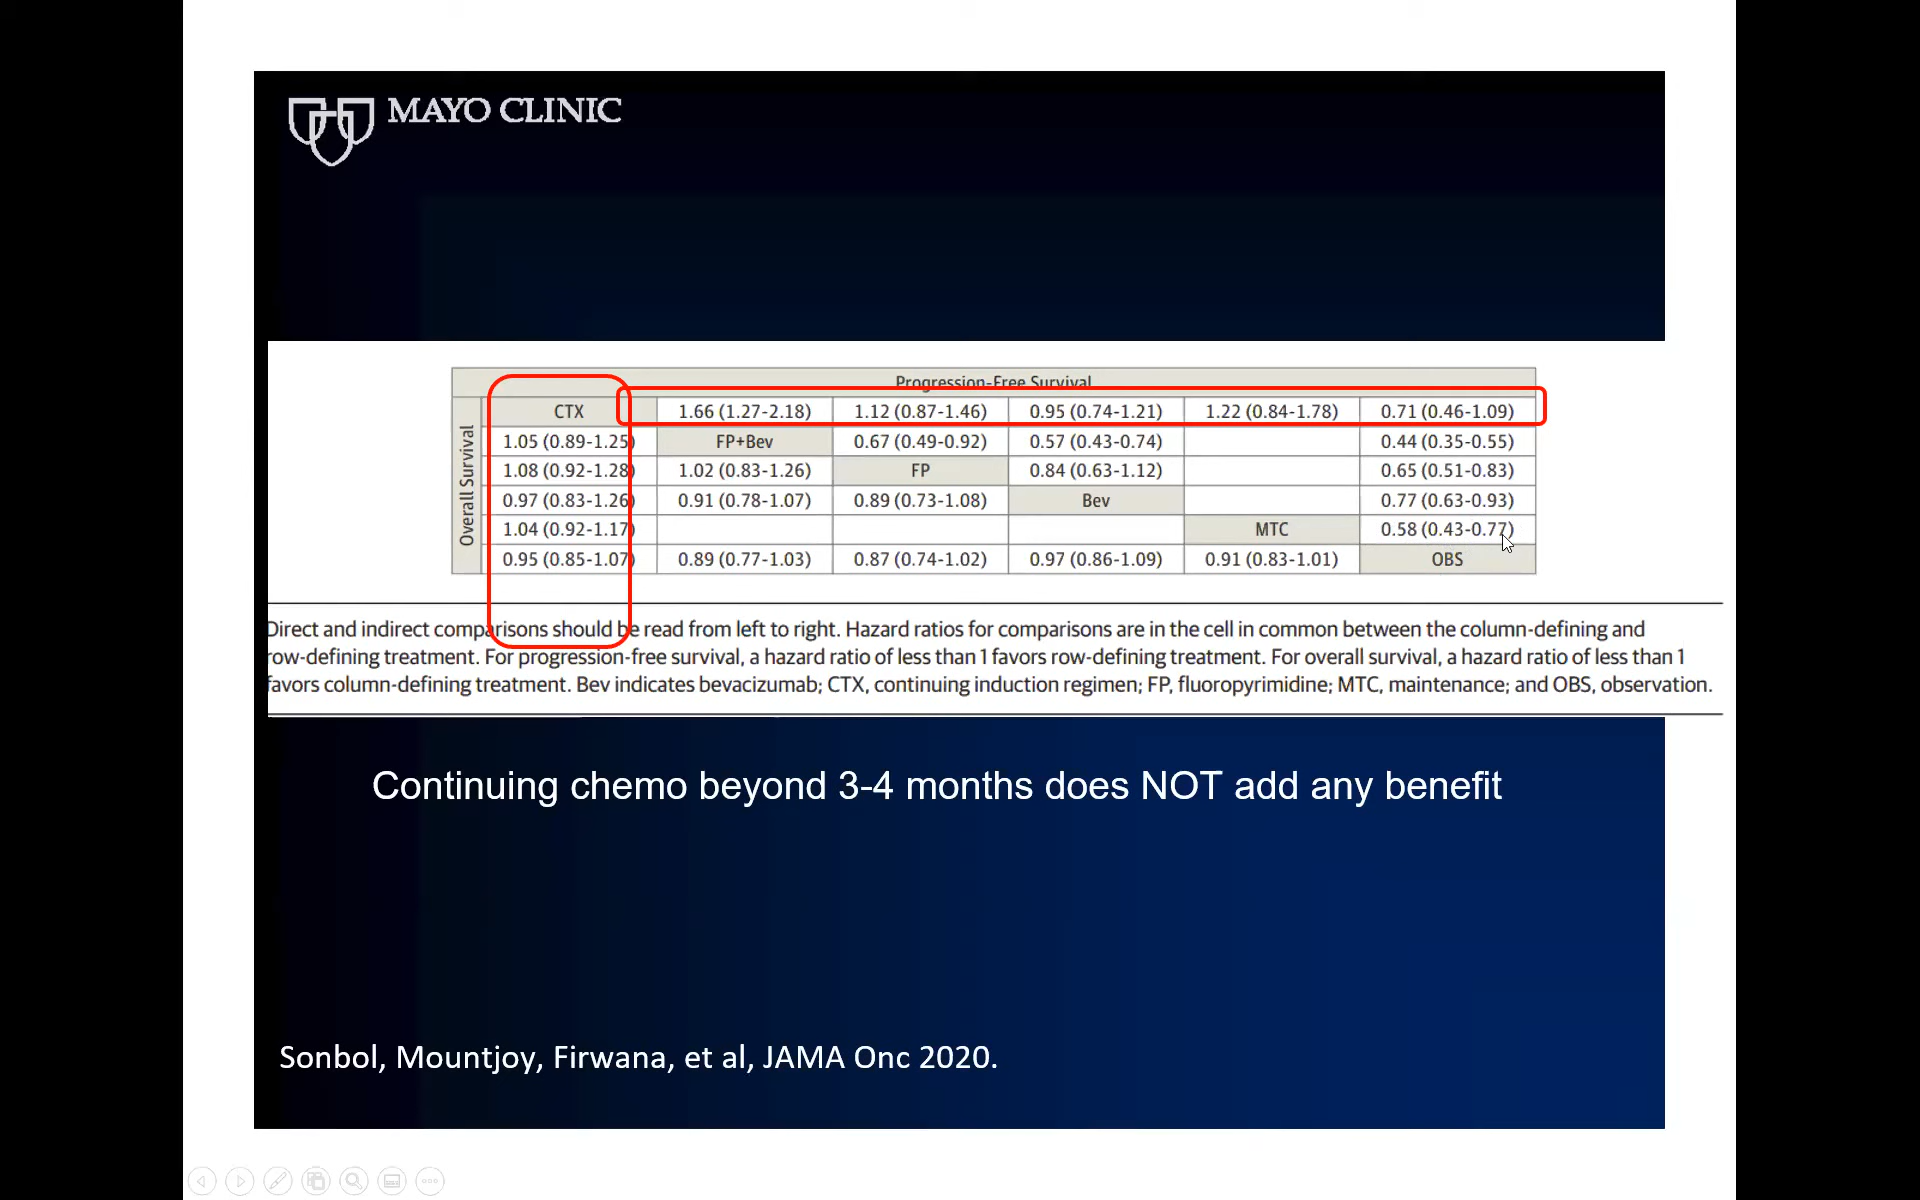 MAYO CLINIC
Progression-Free Survival
Overall Survival
CTX 1.66 (1.27-2.18) 1.12 (0.87-1.46) 0.95 (0.74-1.21) 1.22 (0.84-1.78) 0.71 (0.46-1.09)
1.05 (0.89-1.25) FP+Bev 0.67 (0.49-0.92) 0.57 (0.43-0.74) 0.44 (0.35-0.55)
1.08 (0.92-1.28) 1.02 (0.83-1.26) FP 0.84 (0.63-1.12) 0.65 (0.51-0.83)
0.97 (0.83-1.26) 0.91 (0.78-1.07) 0.89 (0.73-1.08) Bev 0.77 (0.63-0.93)
1.04 (0.92-1.17) MTC 0.58 (0.43-0.77)
0.95 (0.85-1.07) 0.89 (0.77-1.03) 0.87 (0.74-1.02) 0.97 (0.86-1.09) 0.91 (0.83-1.01) OBS
Direct and indirect comparisons should be read from left to right. Hazard ratios for comparisons are in the cell in common between the column-defining and
row-defining treatment. For progression-free survival, a hazard ratio of less than 1 favors row-defining treatment. For overall survival, a hazard ratio of less than 1
favors column-defining treatment. Bev indicates bevacizumab; CTX, continuing induction regimen; FP, fluoropyrimidine; MTC, maintenance; and OBS, observation.
Continuing chemo beyond 3-4 months does NOT add any benefit
Sonbol, Mountjoy, Firwana, et al, JAMA Onc 2020.